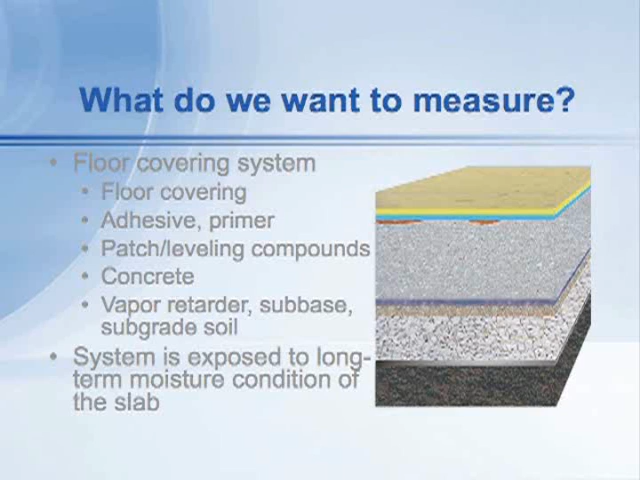 What do we want to measure?
• Floor covering system
• Floor covering
• Adhesive, primer
• Patch/leveling compounds
• Concrete
• Vapor retarder, subbase,
subgrade soil
• System is exposed to long-
term moisture condition of
the slab